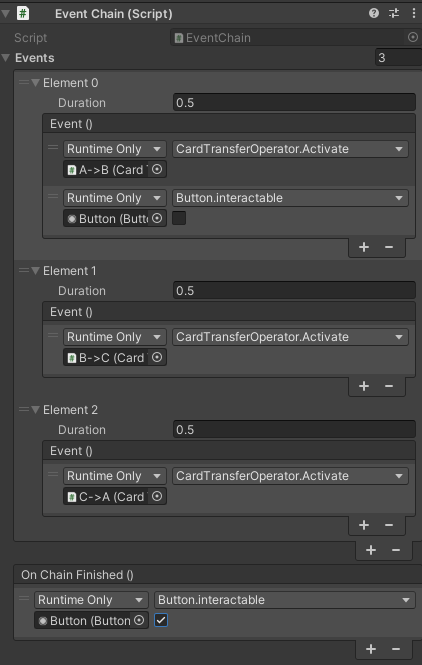 Event Chain (Script)
Script EventChain
Events 3
Element 0
Duration 0.5
Event ()
Runtime Only CardTransferOperator.Activate
A->B (Card
Runtime Only Button.interactable
Button (Butt
Element 1
Duration 0.5
Event ()
Runtime Only CardTransferOperator.Activate
B->C (Card
Element 2
Duration 0.5
Event ()
Runtime Only CardTransferOperator.Activate
C->A (Card
On Chain Finished ()
Runtime Only Button.interactable
Button (Button